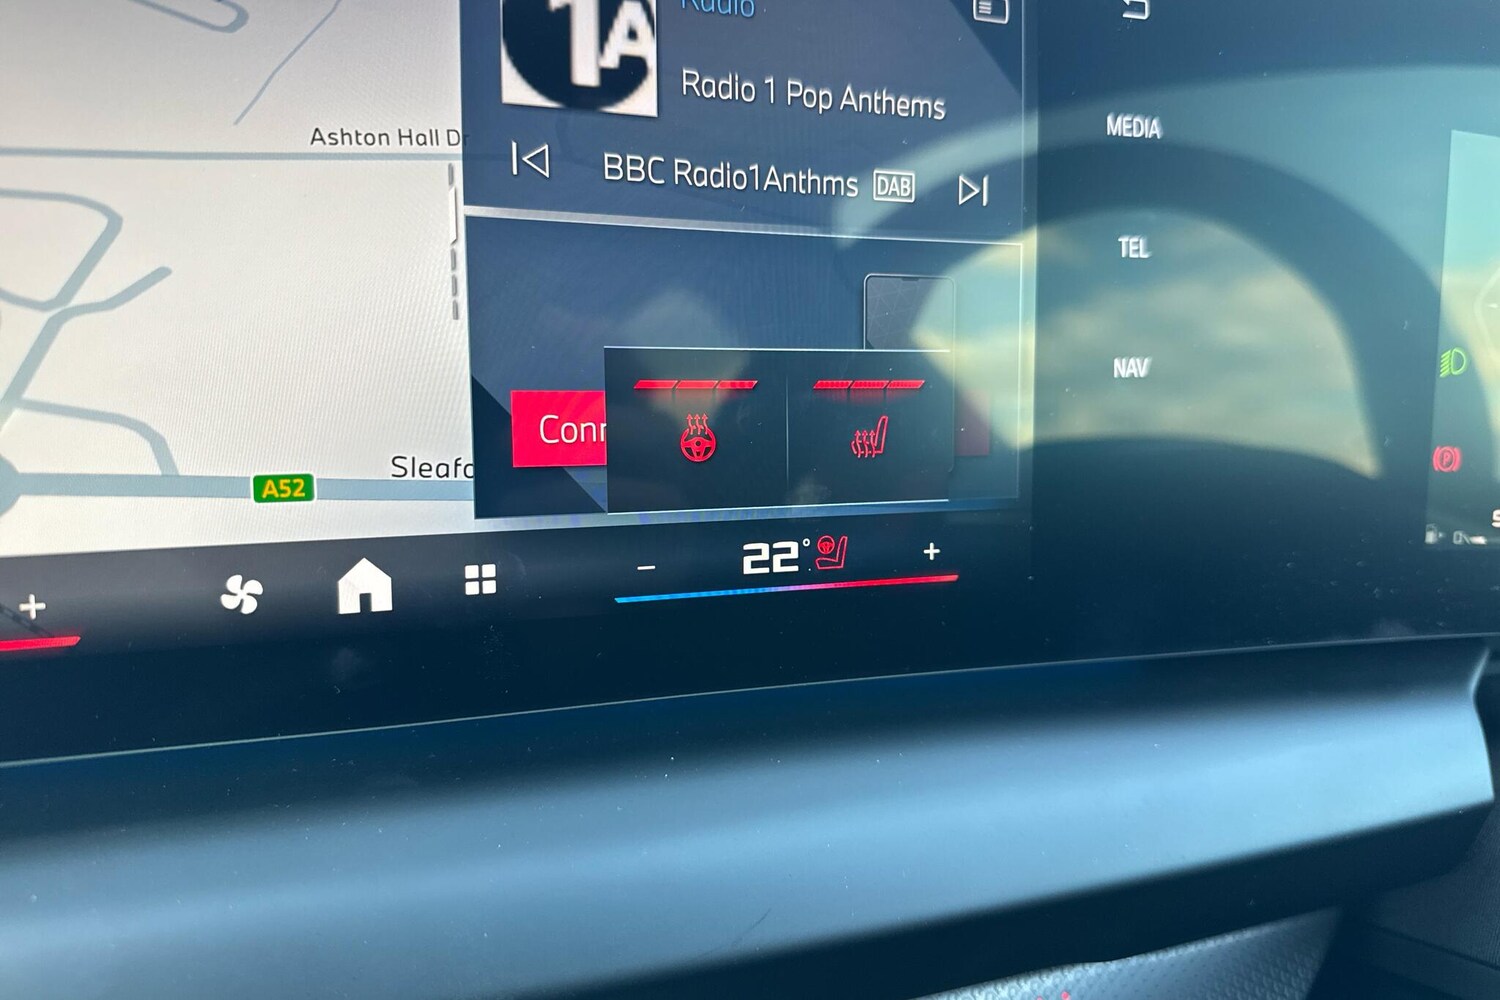 1A
Radio
Radio 1 Pop Anthems
BBC Radio1Anthms DAB
Ashton Hall Dr
MEDIA
TEL
NAV
Conn
Sleafo
A52
22°
P